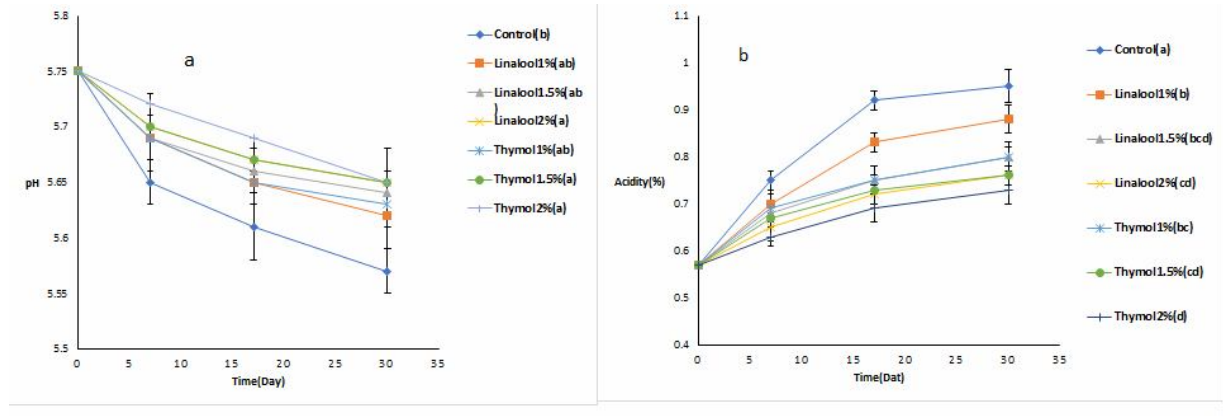 a
pH
5.8
5.75
5.7
5.65
5.6
5.55
5.5
0 5 10 15 20 25 30 35
Time(Day)
Control(b)
Linalool1%(ab)
Linalool1.5%(ab
)
Linalool2%(a)
Thymol1%(ab)
Thymol1.5%(a)
Thymol2%(a)
b
Acidity(%)
1.1
1
0.9
0.8
0.7
0.6
0.5
0.4
0 5 10 15 20 25 30 35
Time(Dat)
Control(a)
Linalool1%(b)
Linalool1.5%(bcd)
Linalool2%(cd)
Thymol1%(bc)
Thymol1.5%(cd)
Thymol2%(d)